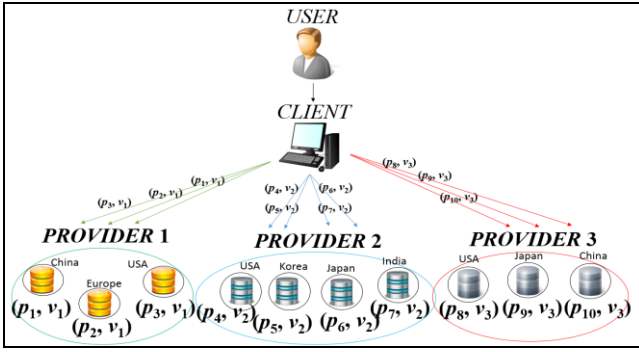 USER
CLIENT
(p8, v3)
(p9, v3)
(p10, v3)
(p1, v1)
(p2, v1)
(p3, v1)
(p4, v2)
(p6, v2)
(p5, v2)
(p7, v2)
PROVIDER 1
PROVIDER 2
PROVIDER 3
China
Europe
USA
(p1, v1)
(p2, v1)
(p3, v1)
USA
Korea
Japan
India
(p4, v2)
(p5, v2)
(p6, v2)
(p7, v2)
USA
Japan
China
(p8, v3)
(p9, v3)
(p10, v3)